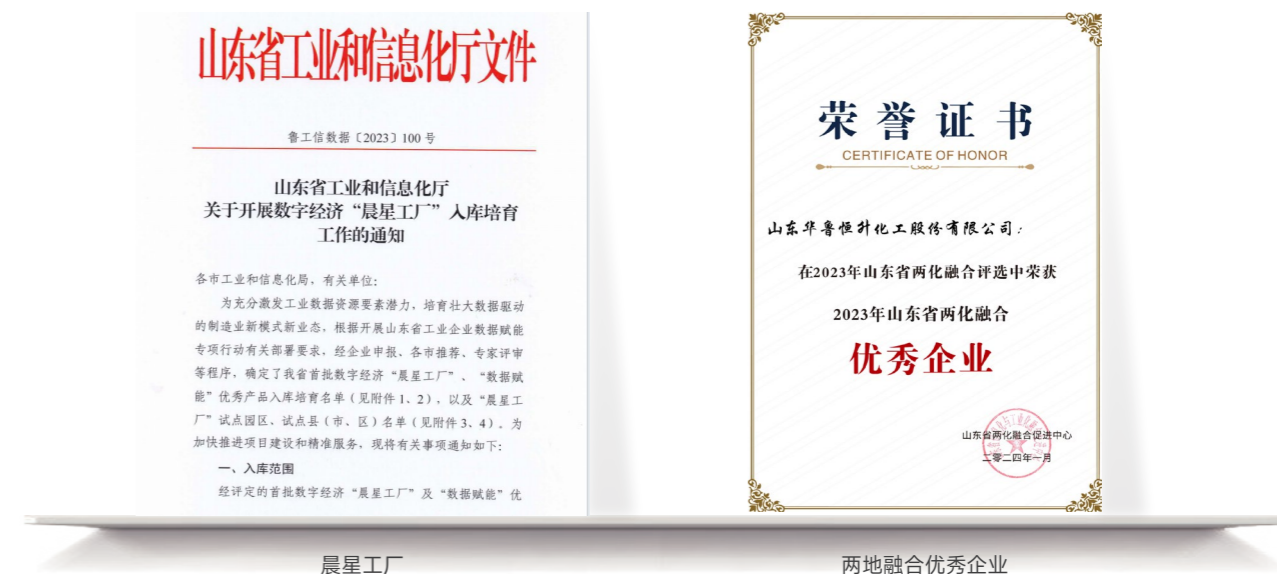 山东省工业和信息化厅文件
鲁工信数据〔2023〕100 号
山东省工业和信息化厅
关于开展数字经济“晨星工厂”入库培育
工作的通知
各市工业和信息化局，有关单位：
为充分激发工业数据资源要素潜力，培育壮大数据驱动
的制造业新模式新业态，根据开展山东省工业企业数据赋能
专项行动有关部署要求，经企业申报、各市推荐、专家评审
等程序，确定了我省首批数字经济“晨星工厂”、“数据赋
能”优秀产品入库培育名单（见附件 1、2），以及“晨星工
厂”试点园区、试点县（市、区）名单（见附件 3、4）。为
加快推进项目建设和精准服务，现将有关事项通知如下：
一、入库范围
经评定的首批数字经济“晨星工厂”及“数据赋能”优
晨星工厂
荣誉证书
CERTIFICATE OF HONOR
山东华鲁恒升化工股份有限公司：
在2023年山东省两化融合评选中荣获
2023年山东省两化融合
优秀企业
山东省两化融合促进中心
二零二四年一月
两地融合优秀企业